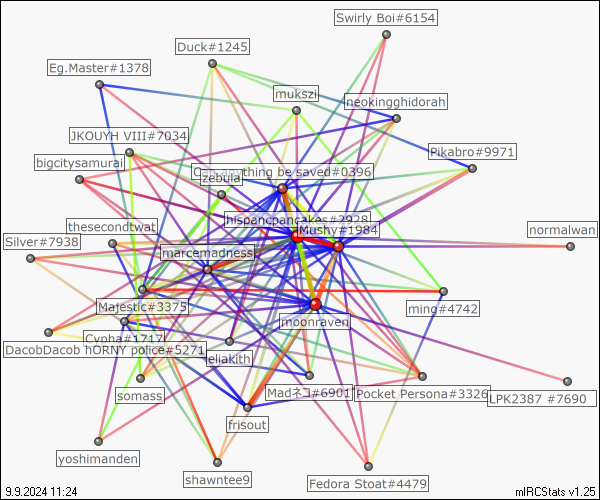 Swirly Boi#6154
Duck#1245
Eg.Master#1378
mukszi
neokingghidorah
JKOUYH VIII#7034
Pikabro#9971
bigcitysamurai
Can anything be saved#0396
zebula
hispancpancakes#2928
thesecondtwat
Mushy#1984
normalwan
Silver#7938
marcemadness
Majestic#3375
ming#4742
moonraven
Cypha#1717
DacobDacob
hORNY police#5271
eliakith
somass
Madネコ#6901
Pocket Persona#3326
LPK2387 #7690
frisout
yoshimanden
shawntee9
Fedora Stoat#4479
9.9.2024 11:24
mIRCStats v1.25